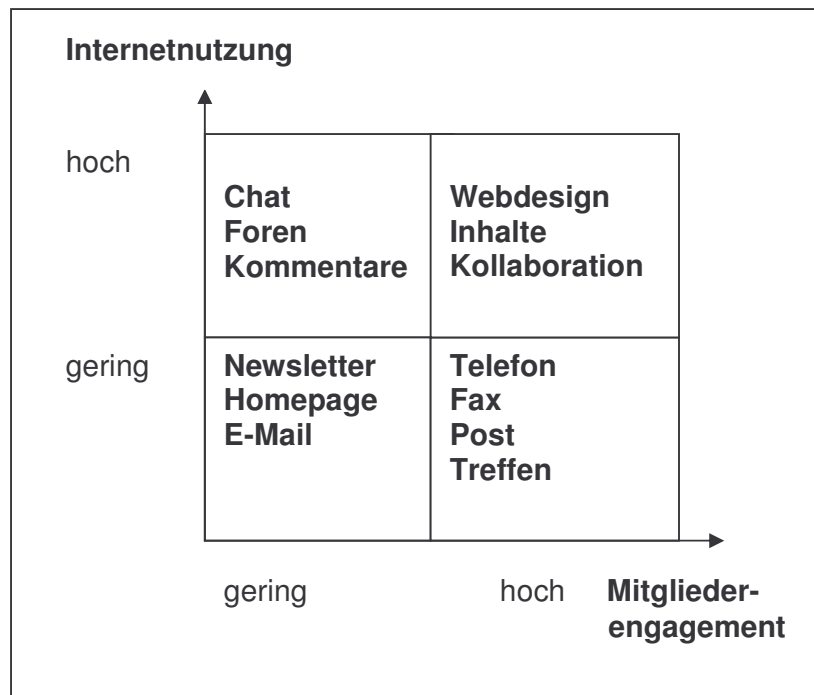 Internetnutzung
hoch
Chat
Foren
Kommentare
Webdesign
Inhalte
Kollaboration
gering
Newsletter
Homepage
E-Mail
Telefon
Fax
Post
Treffen
gering
hoch
Mitglieder-
engagement